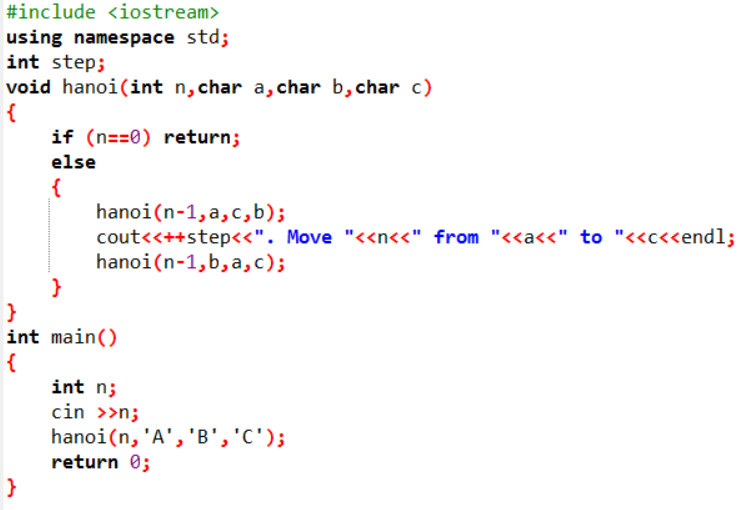 #include <iostream>
using namespace std;
int step;
void hanoi(int n,char a,char b,char c)
{
    if (n==0) return;
    else
    {
        hanoi(n-1,a,c,b);
        cout<<++step<<". Move "<<n<<" from "<<a<<" to "<<c<<endl;
        hanoi(n-1,b,a,c);
    }
}
int main()
{
    int n;
    cin >>n;
    hanoi(n,'A','B','C');
    return 0;
}